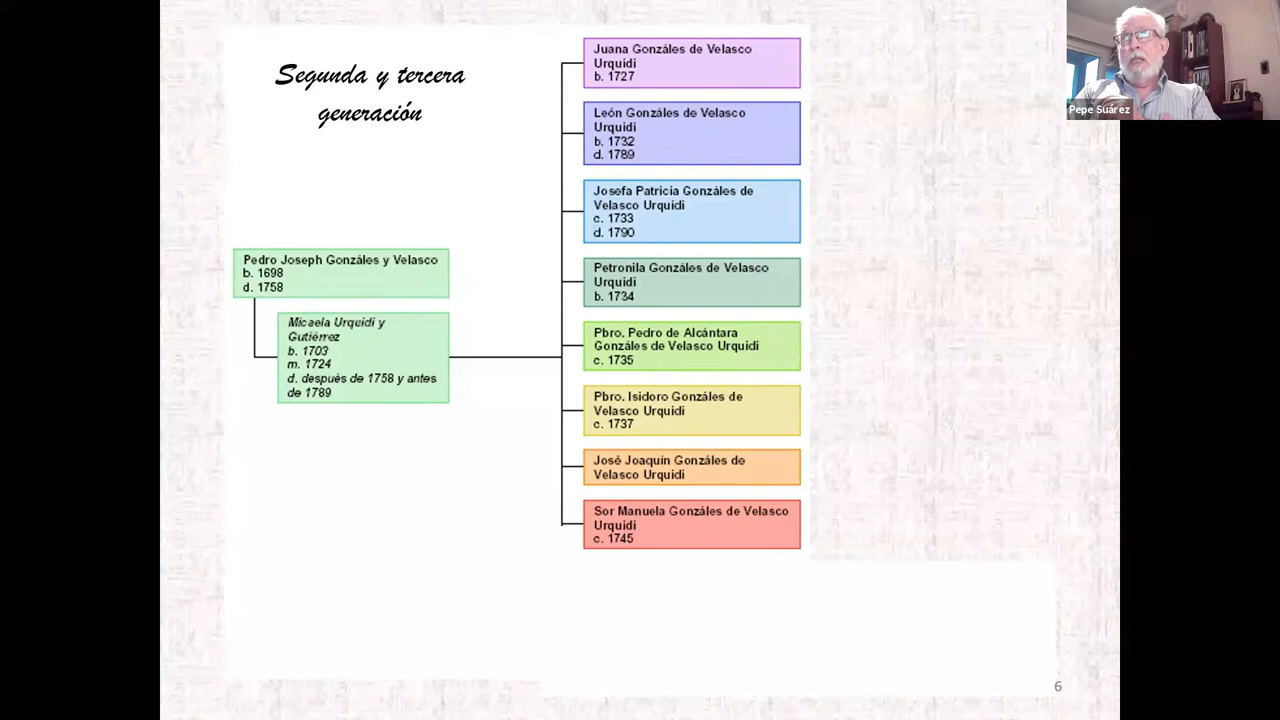 Segunda y tercera
generación
Pedro Joseph Gonzáles y Velasco
b. 1698
d. 1758
Micaela Urquidi y
Gutiérrez
b. 1703
m. 1724
d. después de 1758 y antes
de 1789
Juana Gonzáles de Velasco
Urquidi
b. 1727
León Gonzáles de Velasco
Urquidi
b. 1732
d. 1789
Josefa Patricia Gonzáles de
Velasco Urquidi
c. 1733
d. 1790
Petronila Gonzáles de Velasco
Urquidi
b. 1734
Pbro. Pedro de Alcántara
Gonzáles de Velasco Urquidi
c. 1735
Pbro. Isidoro Gonzáles de
Velasco Urquidi
c. 1737
José Joaquín Gonzáles de
Velasco Urquidi
Sor Manuela Gonzáles de Velasco
Urquidi
c. 1745
Pepe Suárez
6